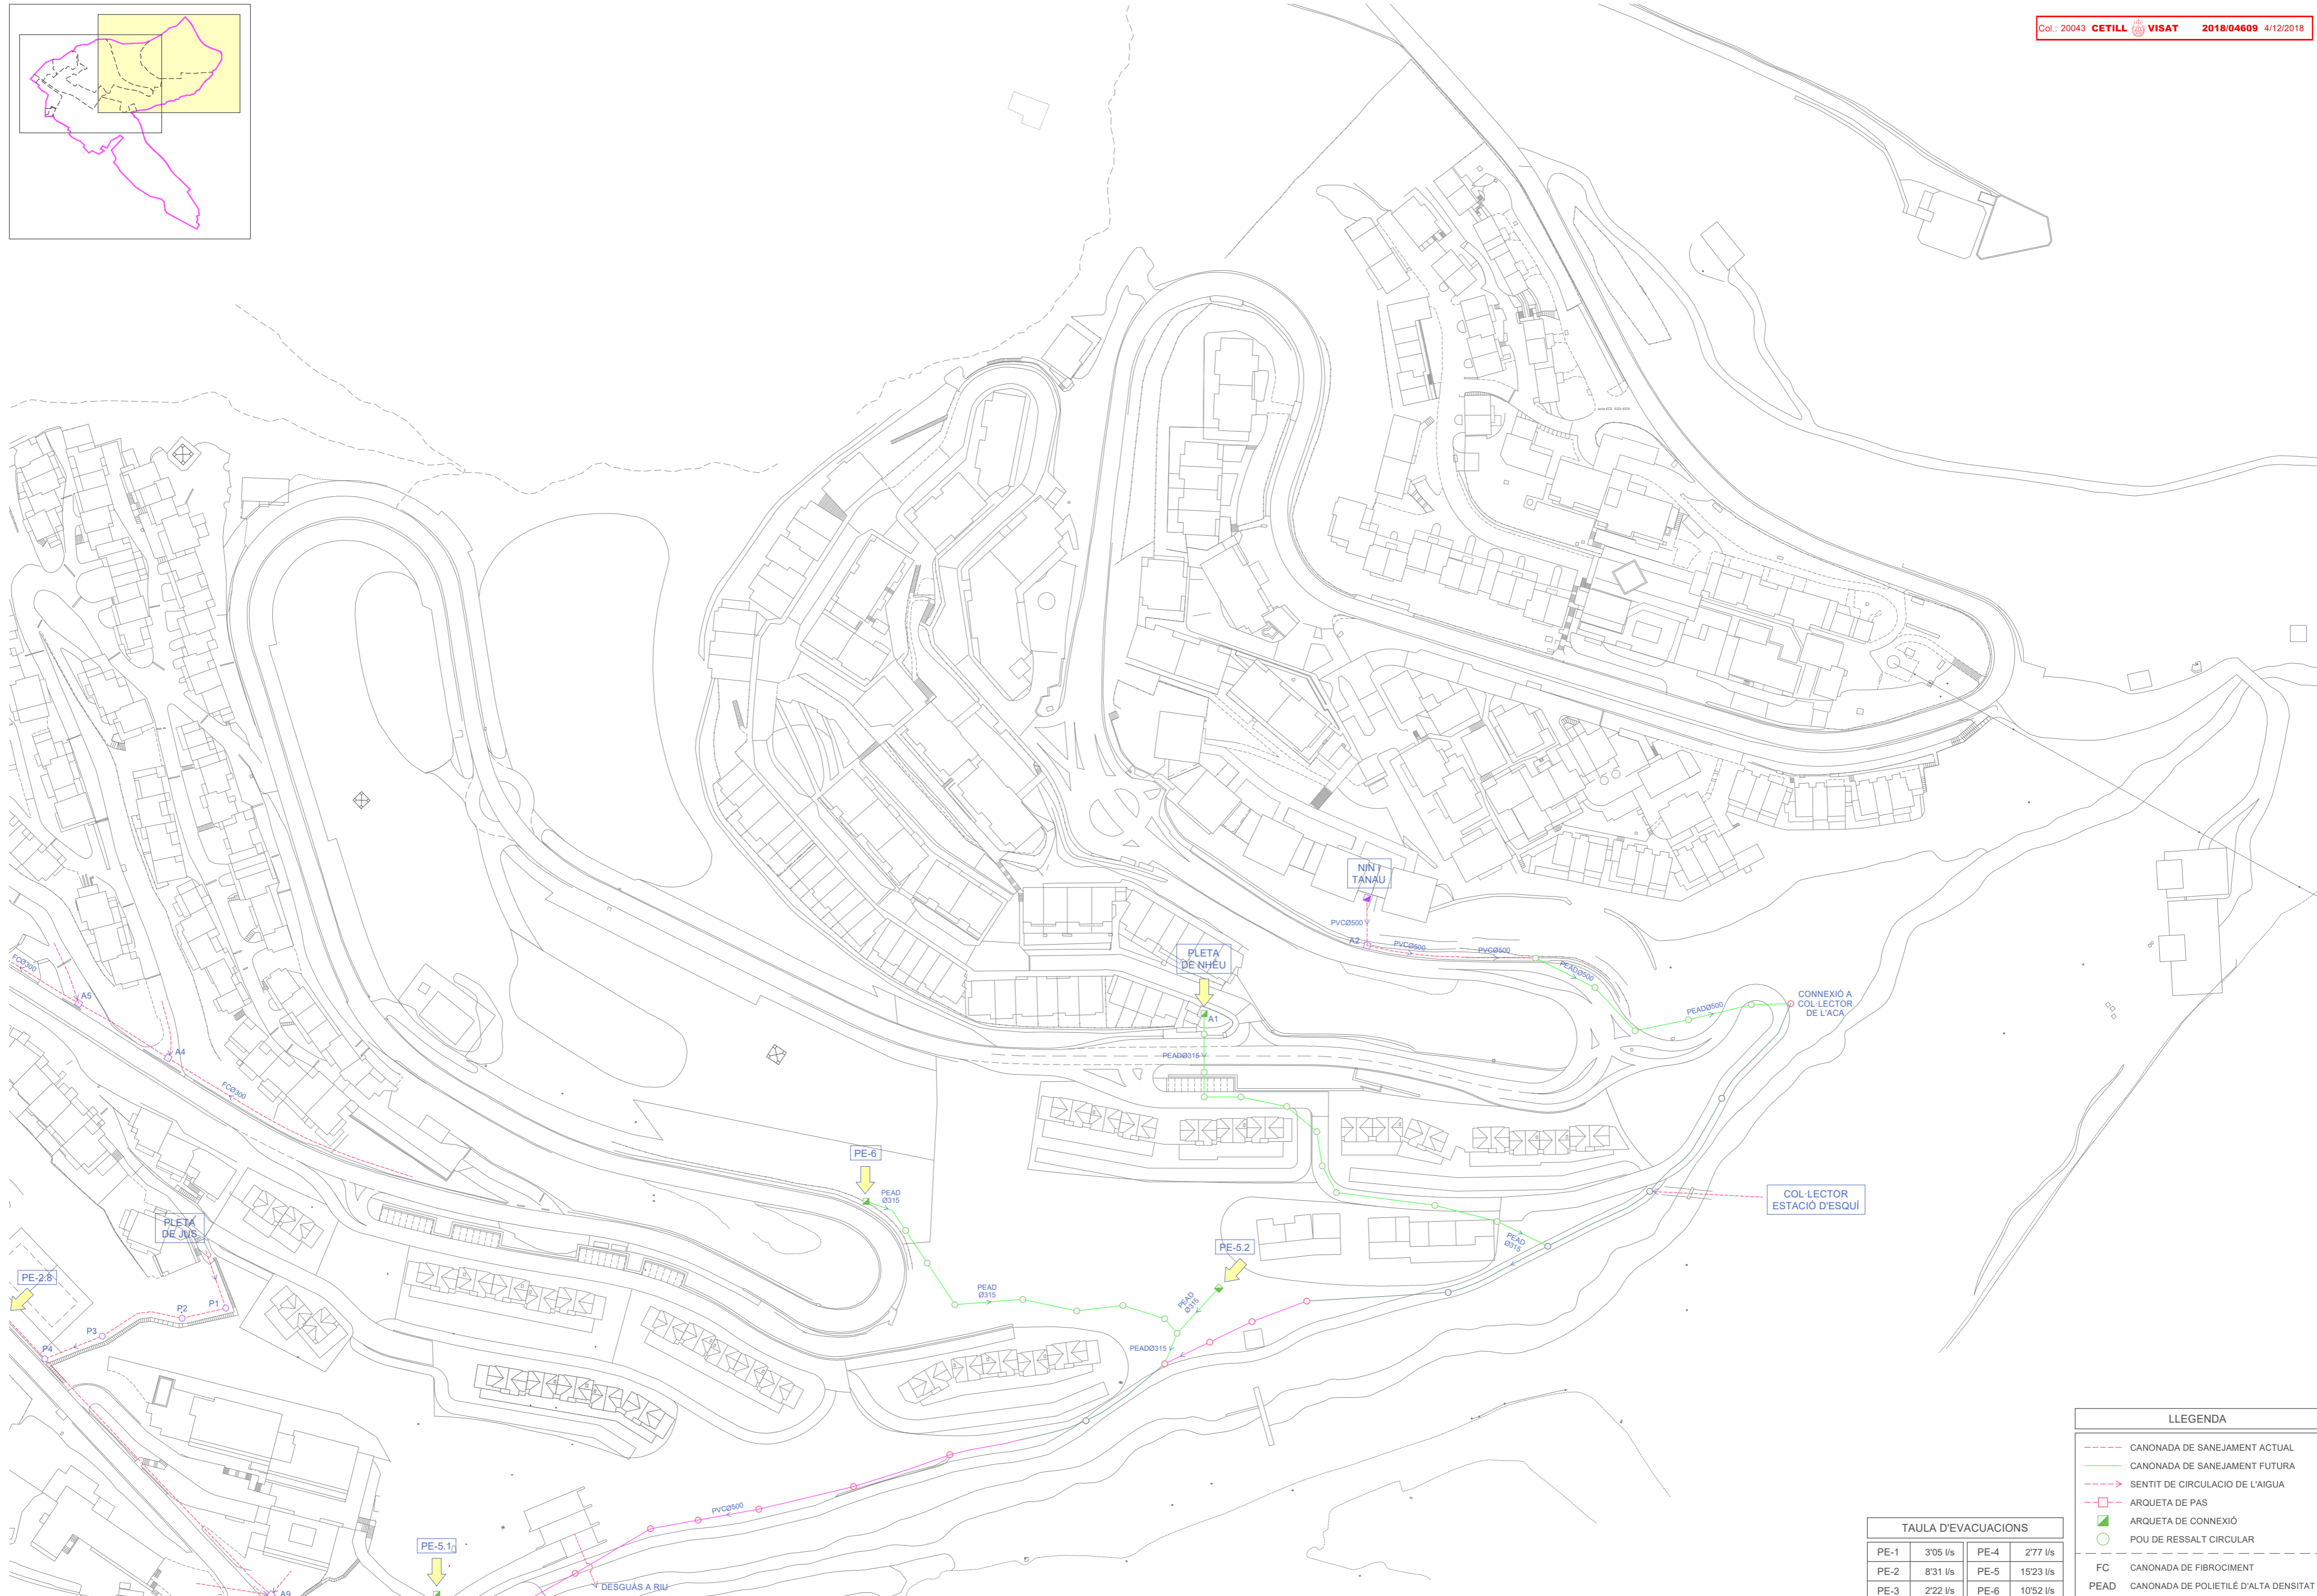 Col.: 20043 CETILL VISAT 2018/04609 4/12/2018
NIN I
TANAU
PVCØ500
A2
PVCØ500
PVCØ500
PEADØ500
PEADØ500
CONNEXIÓ A
COL·LECTOR
DE L'ACA
PLETA
DE NHÈU
A1
PEADØ315
FCØ300
A5
A4
FCØ300
PE-6
PEAD
Ø315
COL·LECTOR
ESTACIÓ D'ESQUÍ
PLETA
DE JUS
PEAD
Ø315
PE-5.2
PE-2.8
PEAD
Ø315
PEAD
Ø315
P1
P2
P3
P4
PEADØ315
PVCØ500
PE-5.1
DESGUÀS A RIU
A9
LLEGENDA
CANONADA DE SANEJAMENT ACTUAL
CANONADA DE SANEJAMENT FUTURA
SENTIT DE CIRCULACIO DE L'AIGUA
ARQUETA DE PAS
ARQUETA DE CONNEXIÓ
POU DE RESSALT CIRCULAR
FC CANONADA DE FIBROCIMENT
PEAD CANONADA DE POLIETILÈ D'ALTA DENSITAT
TAULA D'EVACUACIONS
PE-1 3'05 l/s PE-4 2'77 l/s
PE-2 8'31 l/s PE-5 15'23 l/s
PE-3 2'22 l/s PE-6 10'52 l/s